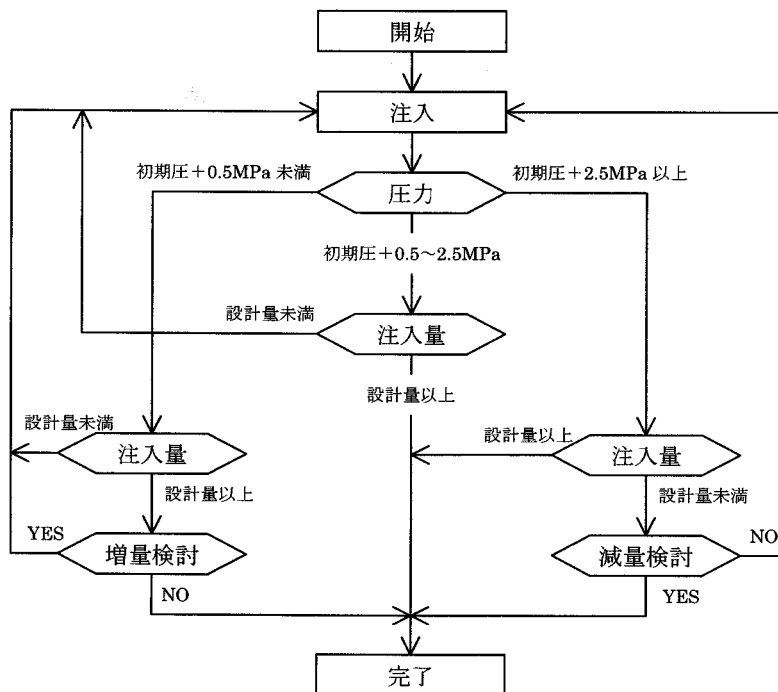 開始
注入
初期圧+0.5MPa 未満
圧力
初期圧+2.5MPa 以上
初期圧+0.5～2.5MPa
設計量未満
注入量
設計量以上
設計量未満
注入量
設計量以上
注入量
設計量以上
設計量未満
YES
増量検討
減量検討
NO
NO
YES
完了